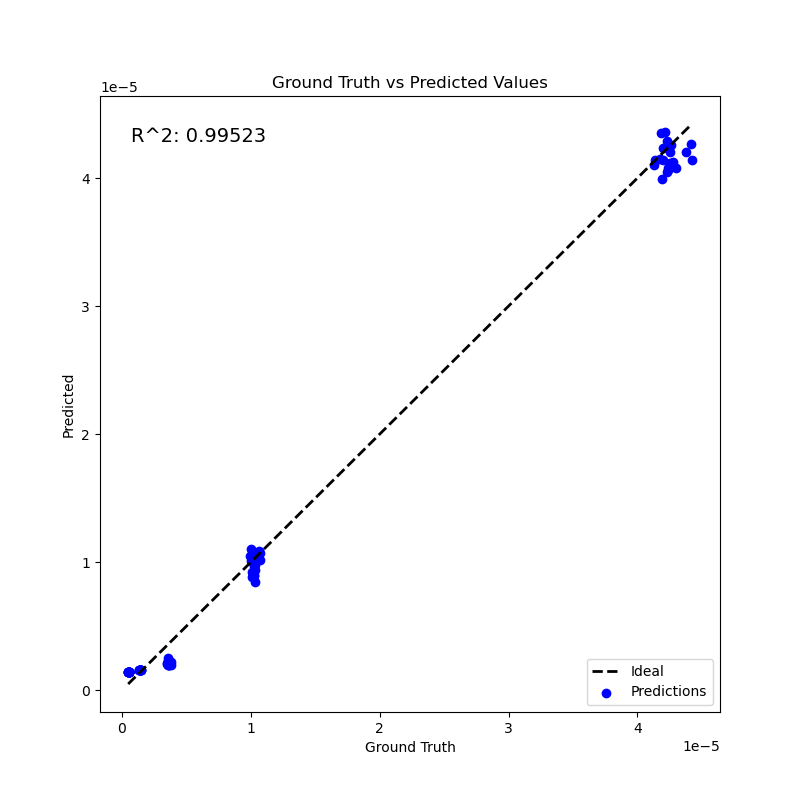 Ground Truth vs Predicted Values
1e−5
R^2: 0.99523
4
3
2
1
0
Predicted
Ideal
Predictions
0 1 2 3 4
Ground Truth
1e−5